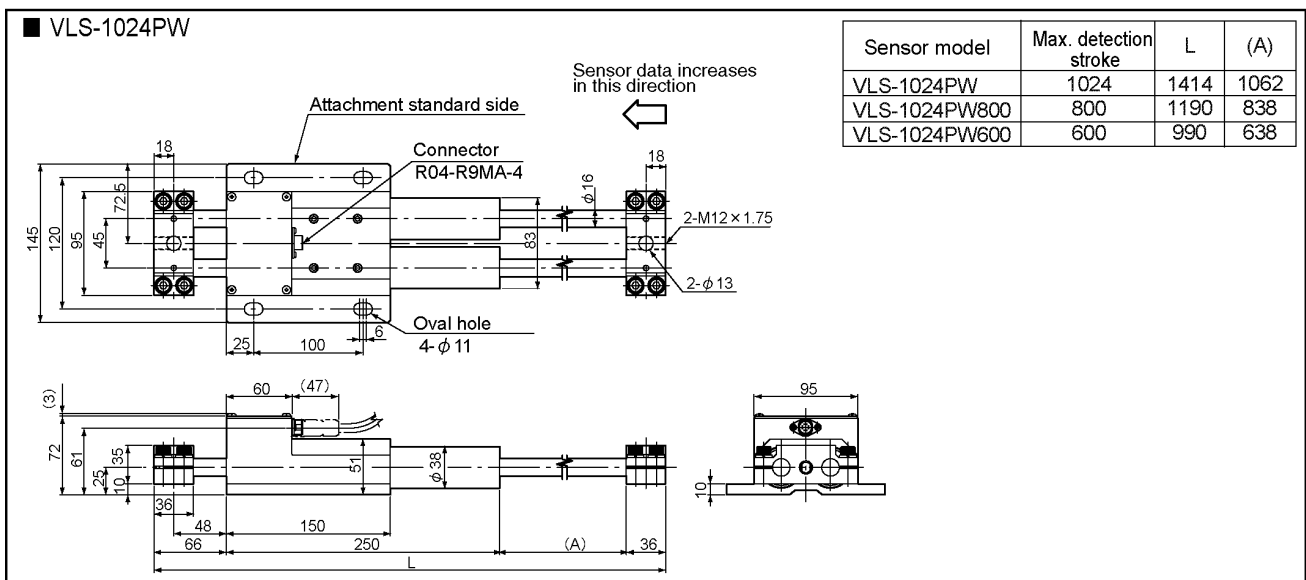 ■ VLS-1024PW
Sensor model Max. detection stroke L (A)
VLS-1024PW 1024 1414 1062
VLS-1024PW800 800 1190 838
VLS-1024PW600 600 990 638
Sensor data increases
in this direction
Attachment standard side
Connector
R04-R9MA-4
18
18
φ16
2-M12×1.75
145
120
95
45
72.5
83
2-φ13
Oval hole
4-φ11
6
25
100
60
(47)
95
(3)
72
61
25
35
10
51
φ38
10
36
48
150
66
250
(A)
36
L